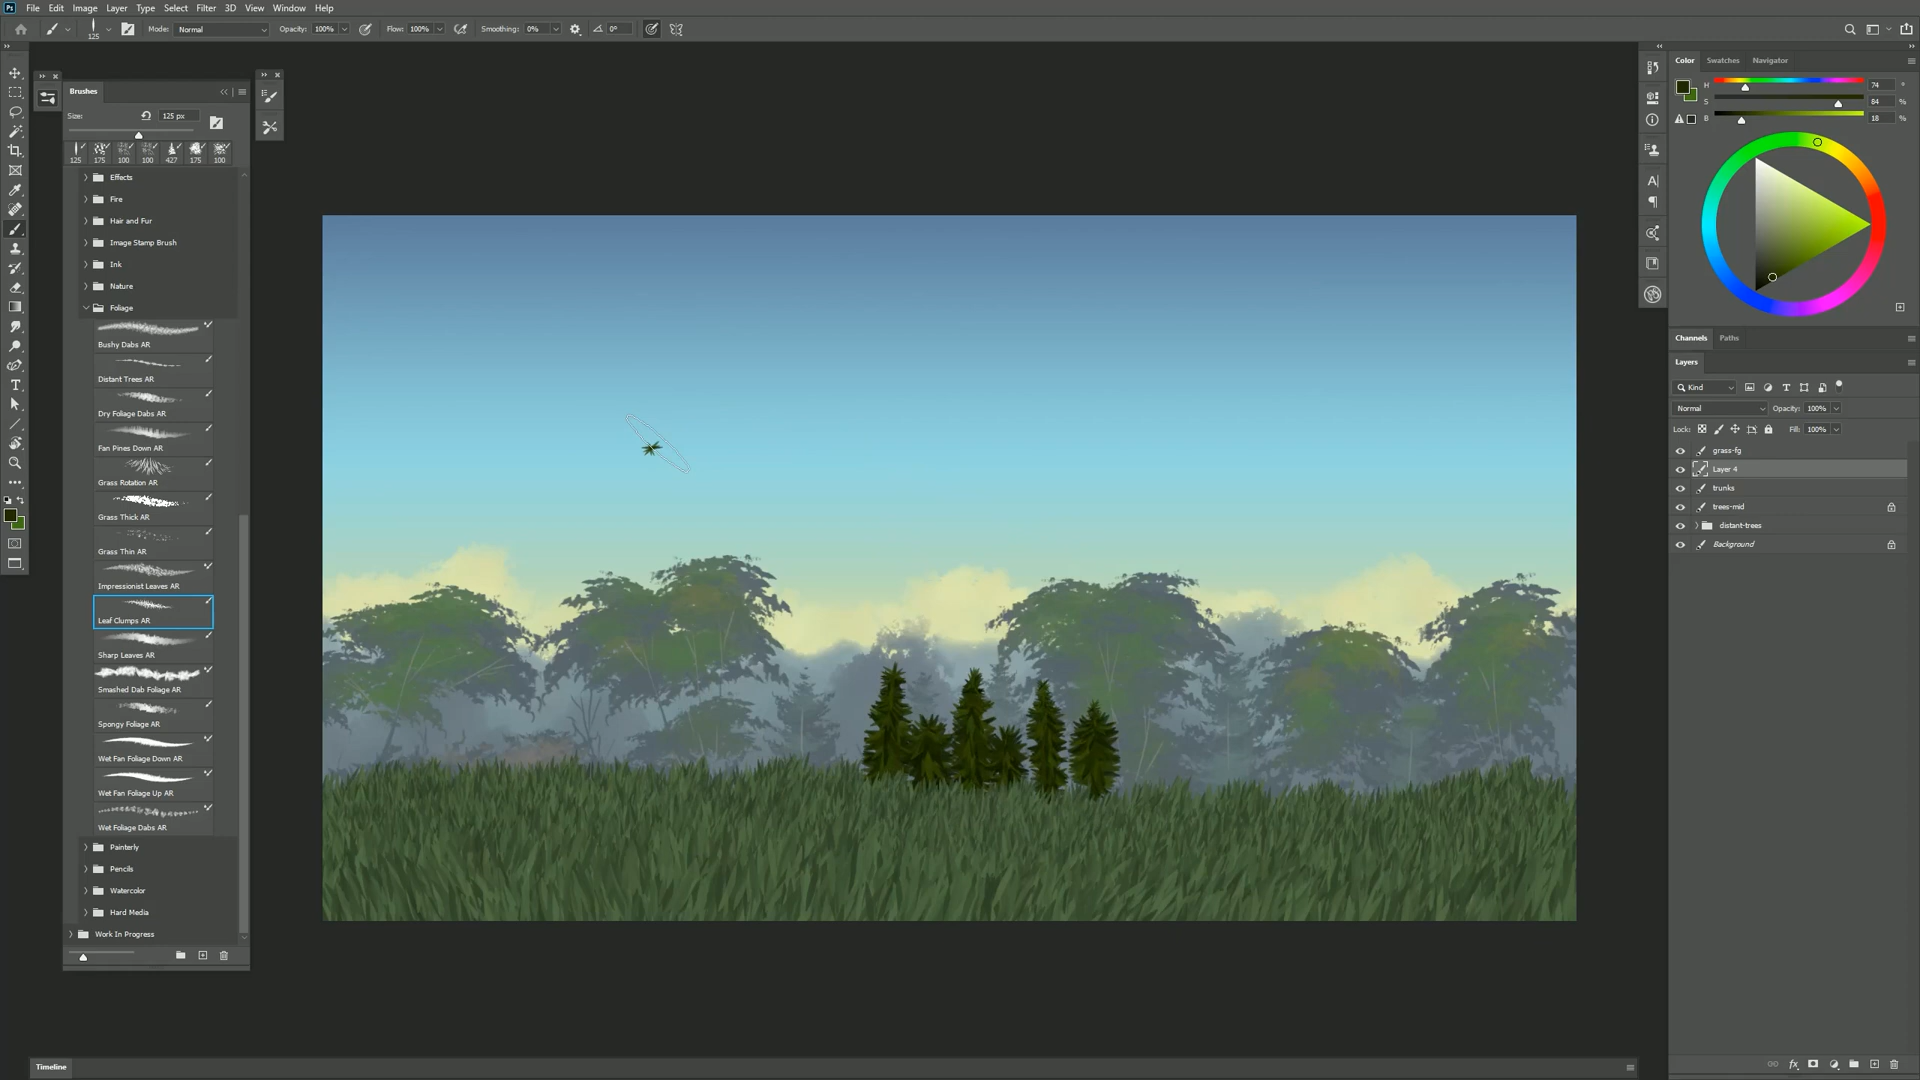 Ps File Edit Image Layer Type Select Filter 3D View Window Help
125 Mode: Normal Opacity: 100% Flow: 100% Smoothing: 0% 0°
Brushes
Size: 125 px
125 175 100 100 427 175 100
Effects
Fire
Hair and Fur
Image Stamp Brush
Ink
Nature
Foliage
Bushy Dabs AR
Distant Trees AR
Dry Foliage Dabs AR
Fan Pines Down AR
Grass Rotation AR
Grass Thick AR
Grass Thin AR
Impressionist Leaves AR
Leaf Clumps AR
Sharp Leaves AR
Smashed Dab Foliage AR
Spongy Foliage AR
Wet Fan Foliage Down AR
Wet Fan Foliage Up AR
Wet Foliage Dabs AR
Painterly
Pencils
Watercolor
Hard Media
Work In Progress
Color Swatches Navigator
H 74 °
S 84 %
B 18 %
Channels Paths
Layers
Kind
Normal Opacity: 100%
Lock: Fill: 100%
grass-fg
Layer 4
trunks
trees-mid
distant-trees
Background
Timeline